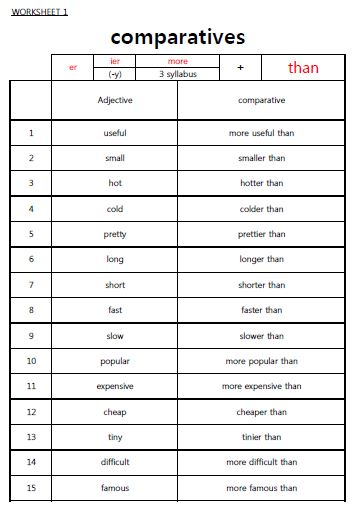 WORKSHEET 1
comparatives
er ier more + than
(-y) 3 syllabus
Adjective comparative
1 useful more useful than
2 small smaller than
3 hot hotter than
4 cold colder than
5 pretty prettier than
6 long longer than
7 short shorter than
8 fast faster than
9 slow slower than
10 popular more popular than
11 expensive more expensive than
12 cheap cheaper than
13 tiny tinier than
14 difficult more difficult than
15 famous more famous than